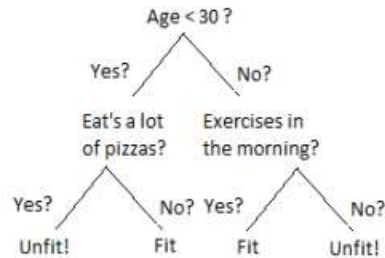 Age < 30 ?
Yes?
No?
Eat's a lot
of pizzas?
Exercises in
the morning?
Yes?
No?
Yes?
No?
Unfit!
Fit
Fit
Unfit!